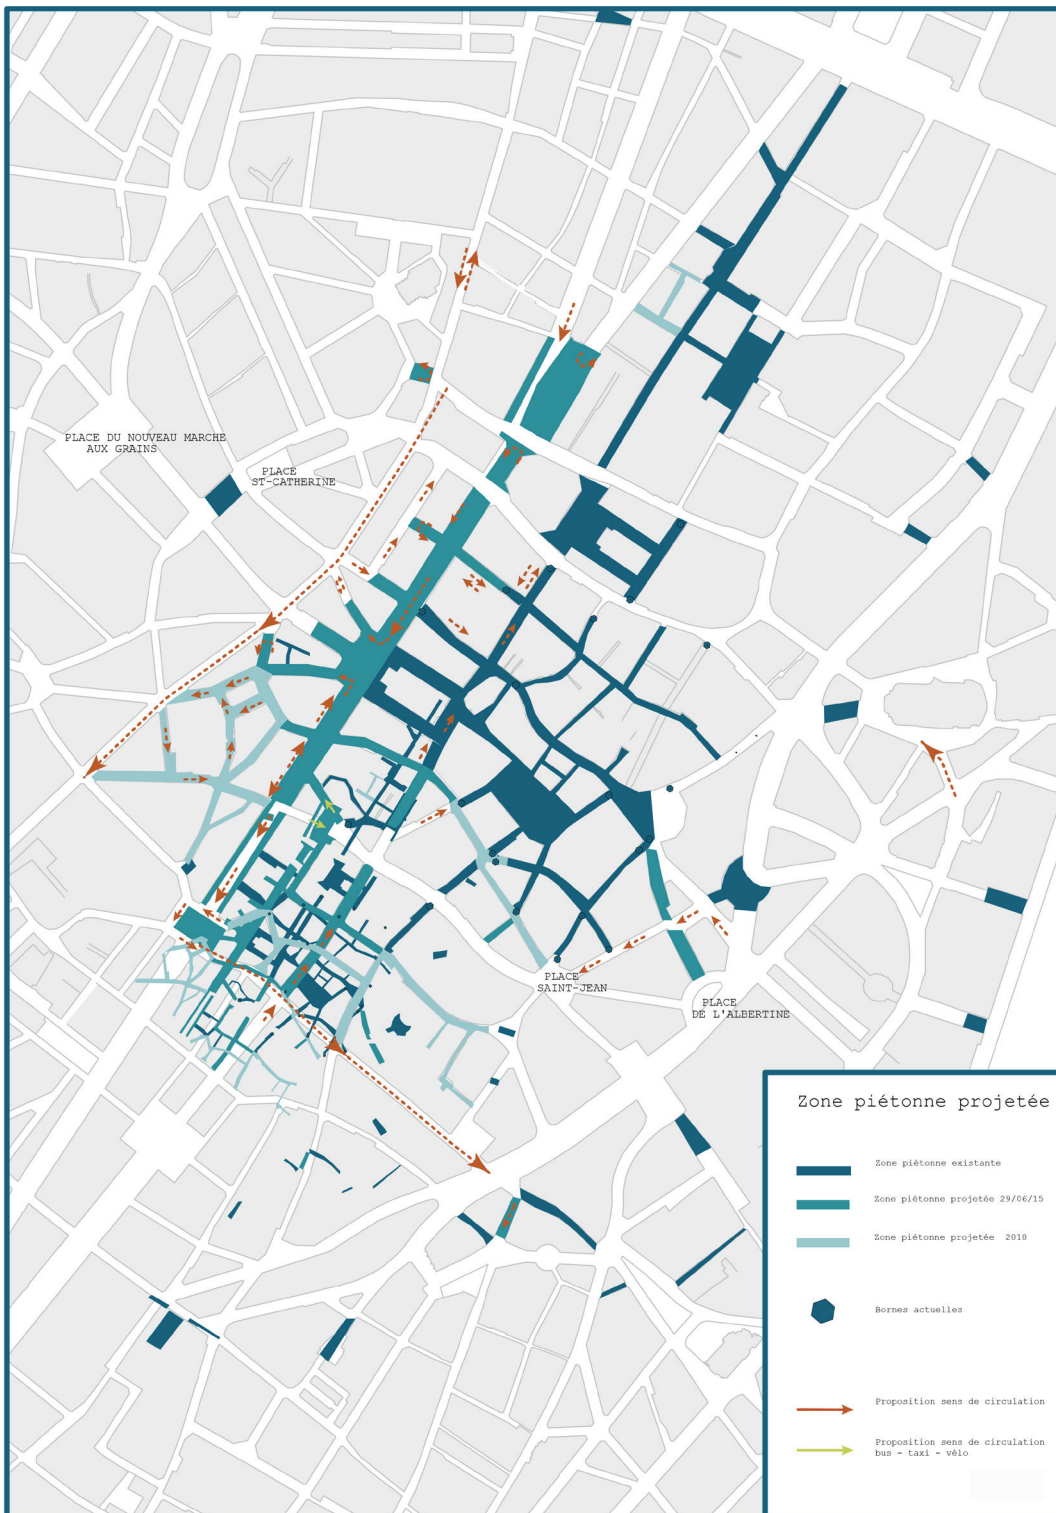 PLACE DU NOUVEAU MARCHE
AUX GRAINS
PLACE
ST-CATHERINE
PLACE
SAINT-JEAN
PLACE
DE L'ALBERTINE
Zone piétonne projetée
Zone piétonne existante
Zone piétonne projetée 29/06/15
Zone piétonne projetée 2018
Bornes actuelles
Proposition sens de circulation
Proposition sens de circulation
bus - taxi - vélo